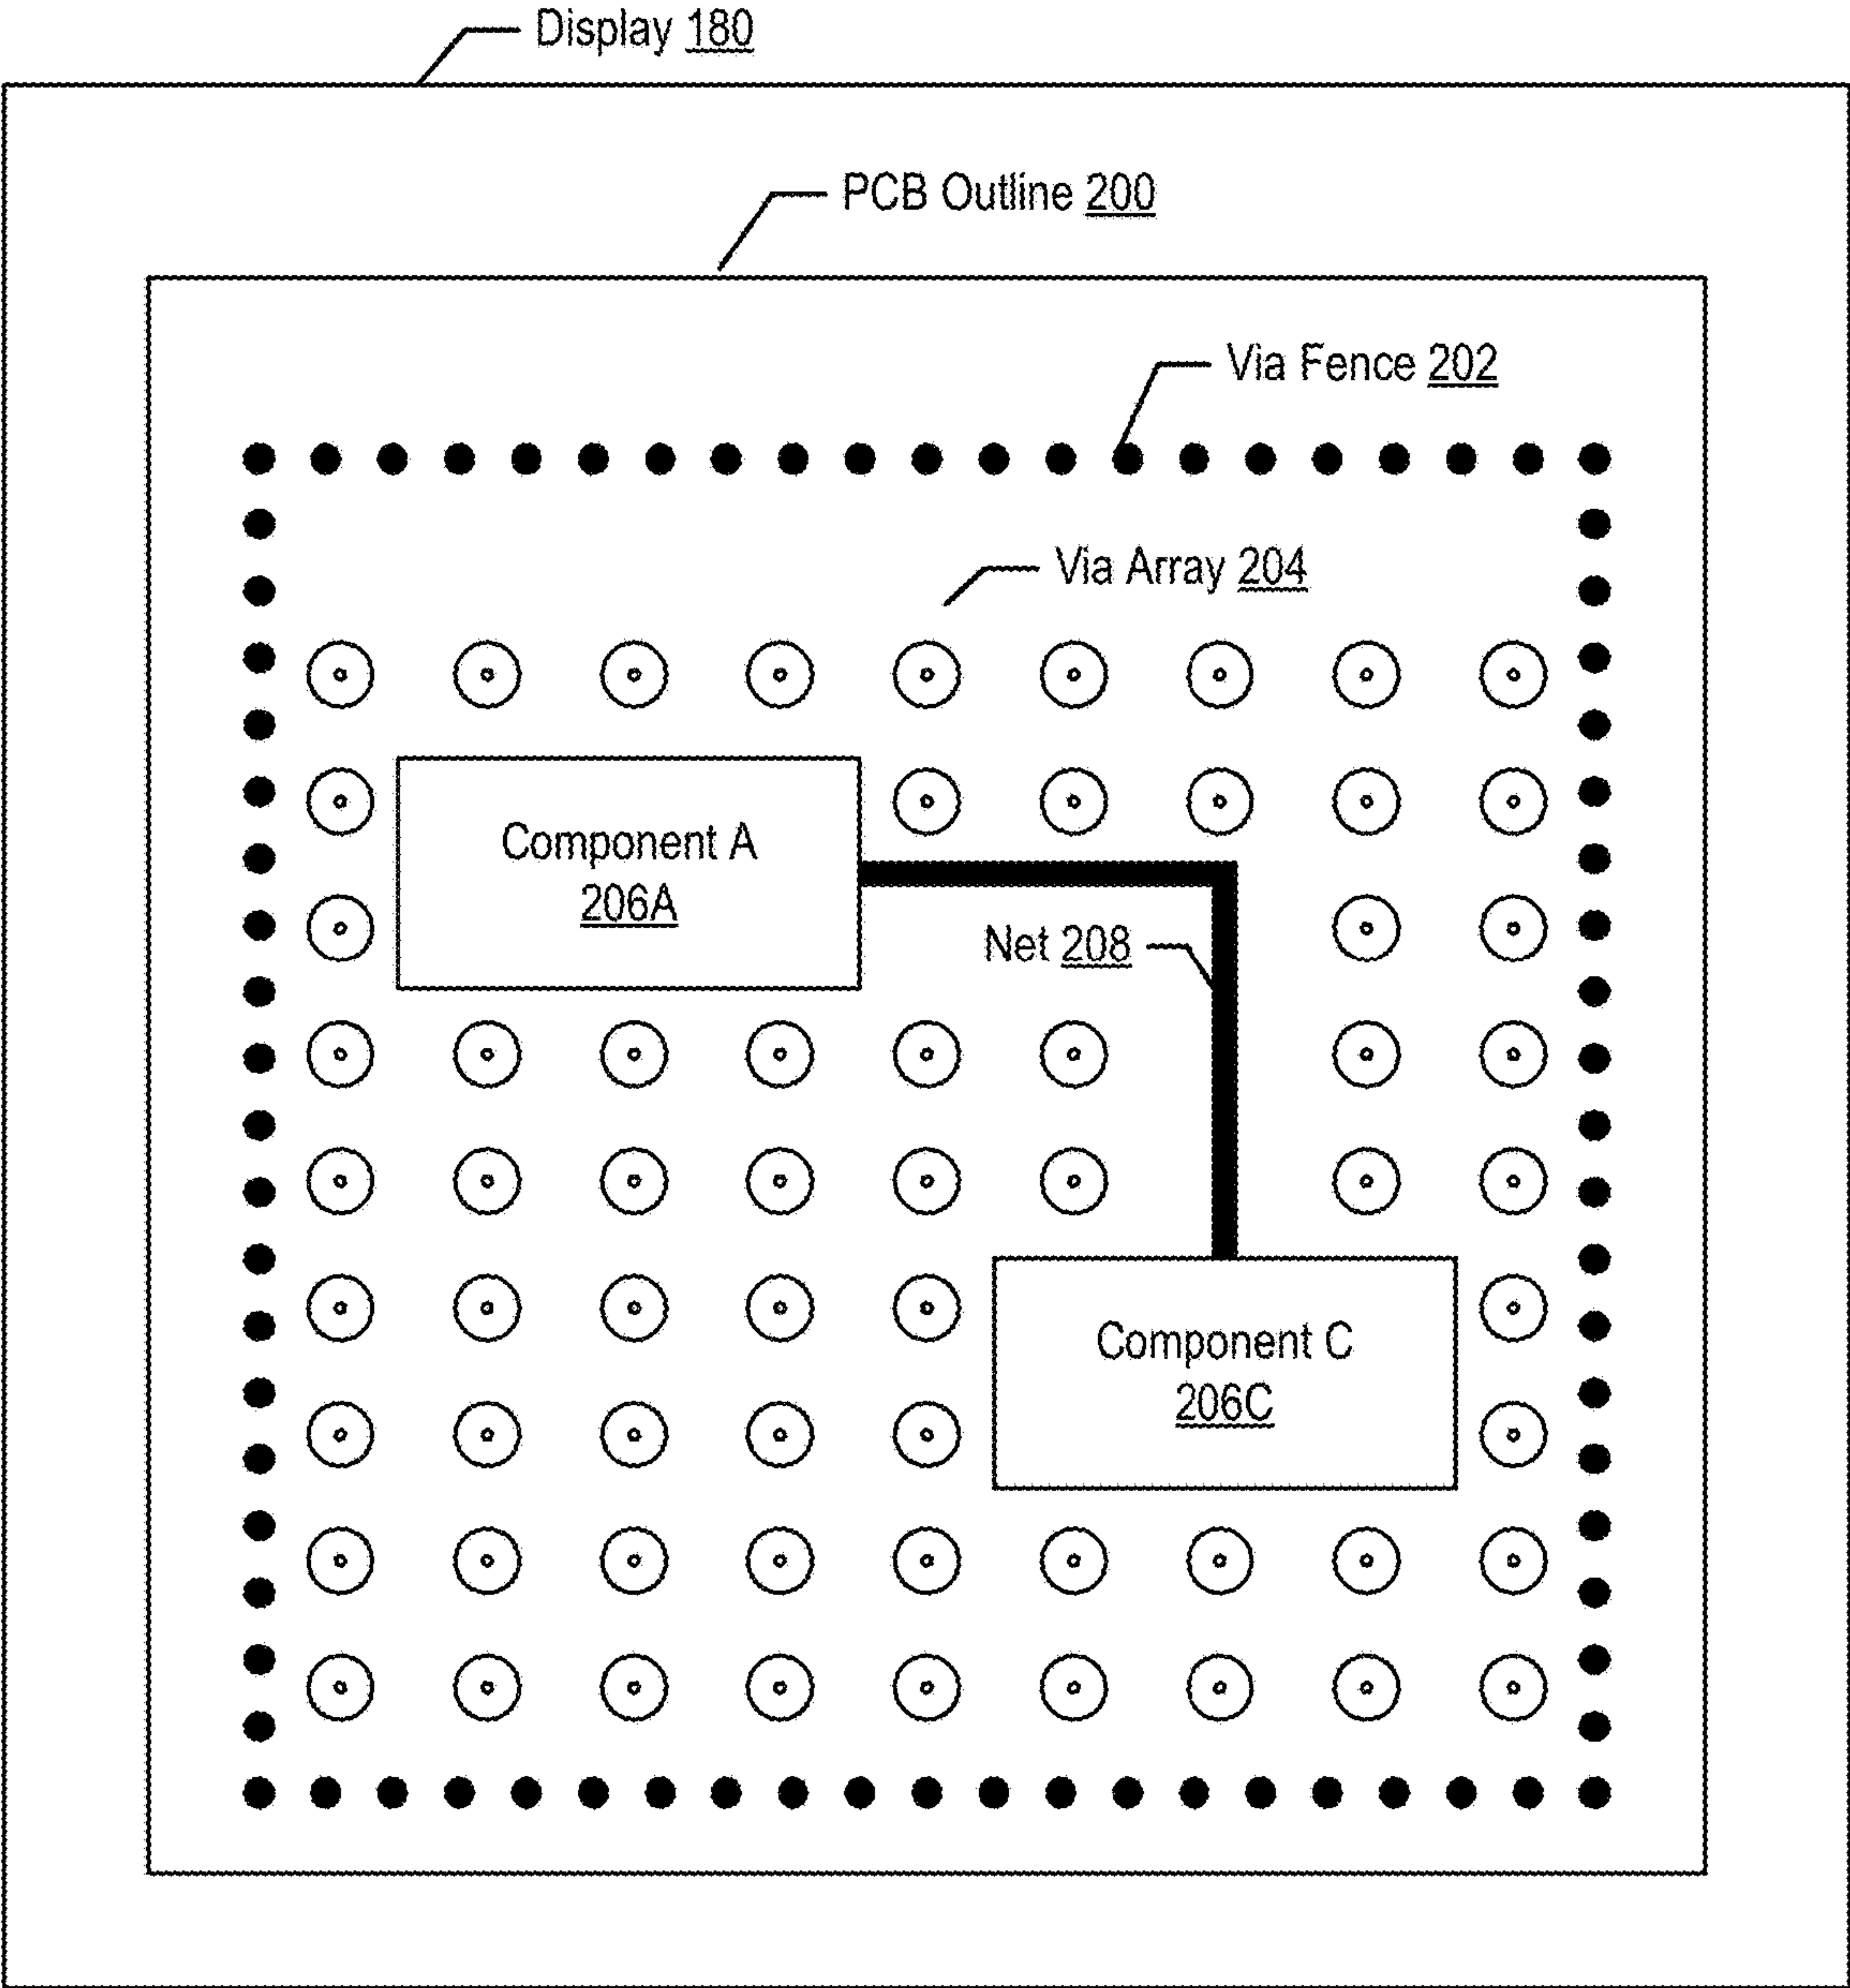 Display 180
PCB Outline 200
Via Fence 202
Via Array 204
Component A
206A
Net 208
Component C
206C